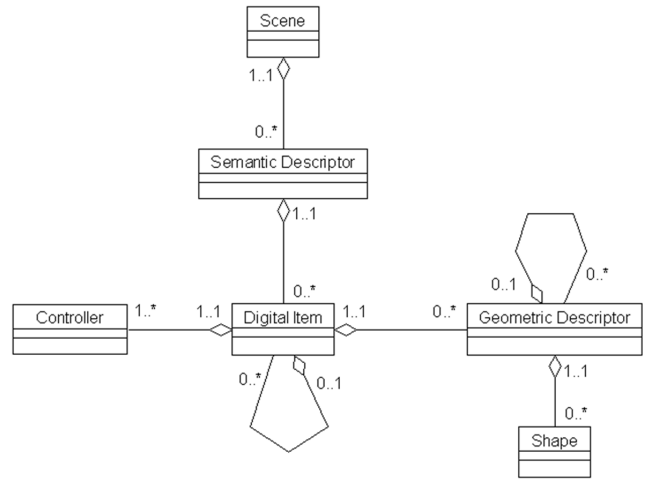 Scene
1..1
0..*
Semantic Descriptor
1..1
0..*
Controller
1..*
1..1
Digital Item
1..1
0..*
Geometric Descriptor
0..1
0..*
0..*
0..1
1..1
0..*
Shape